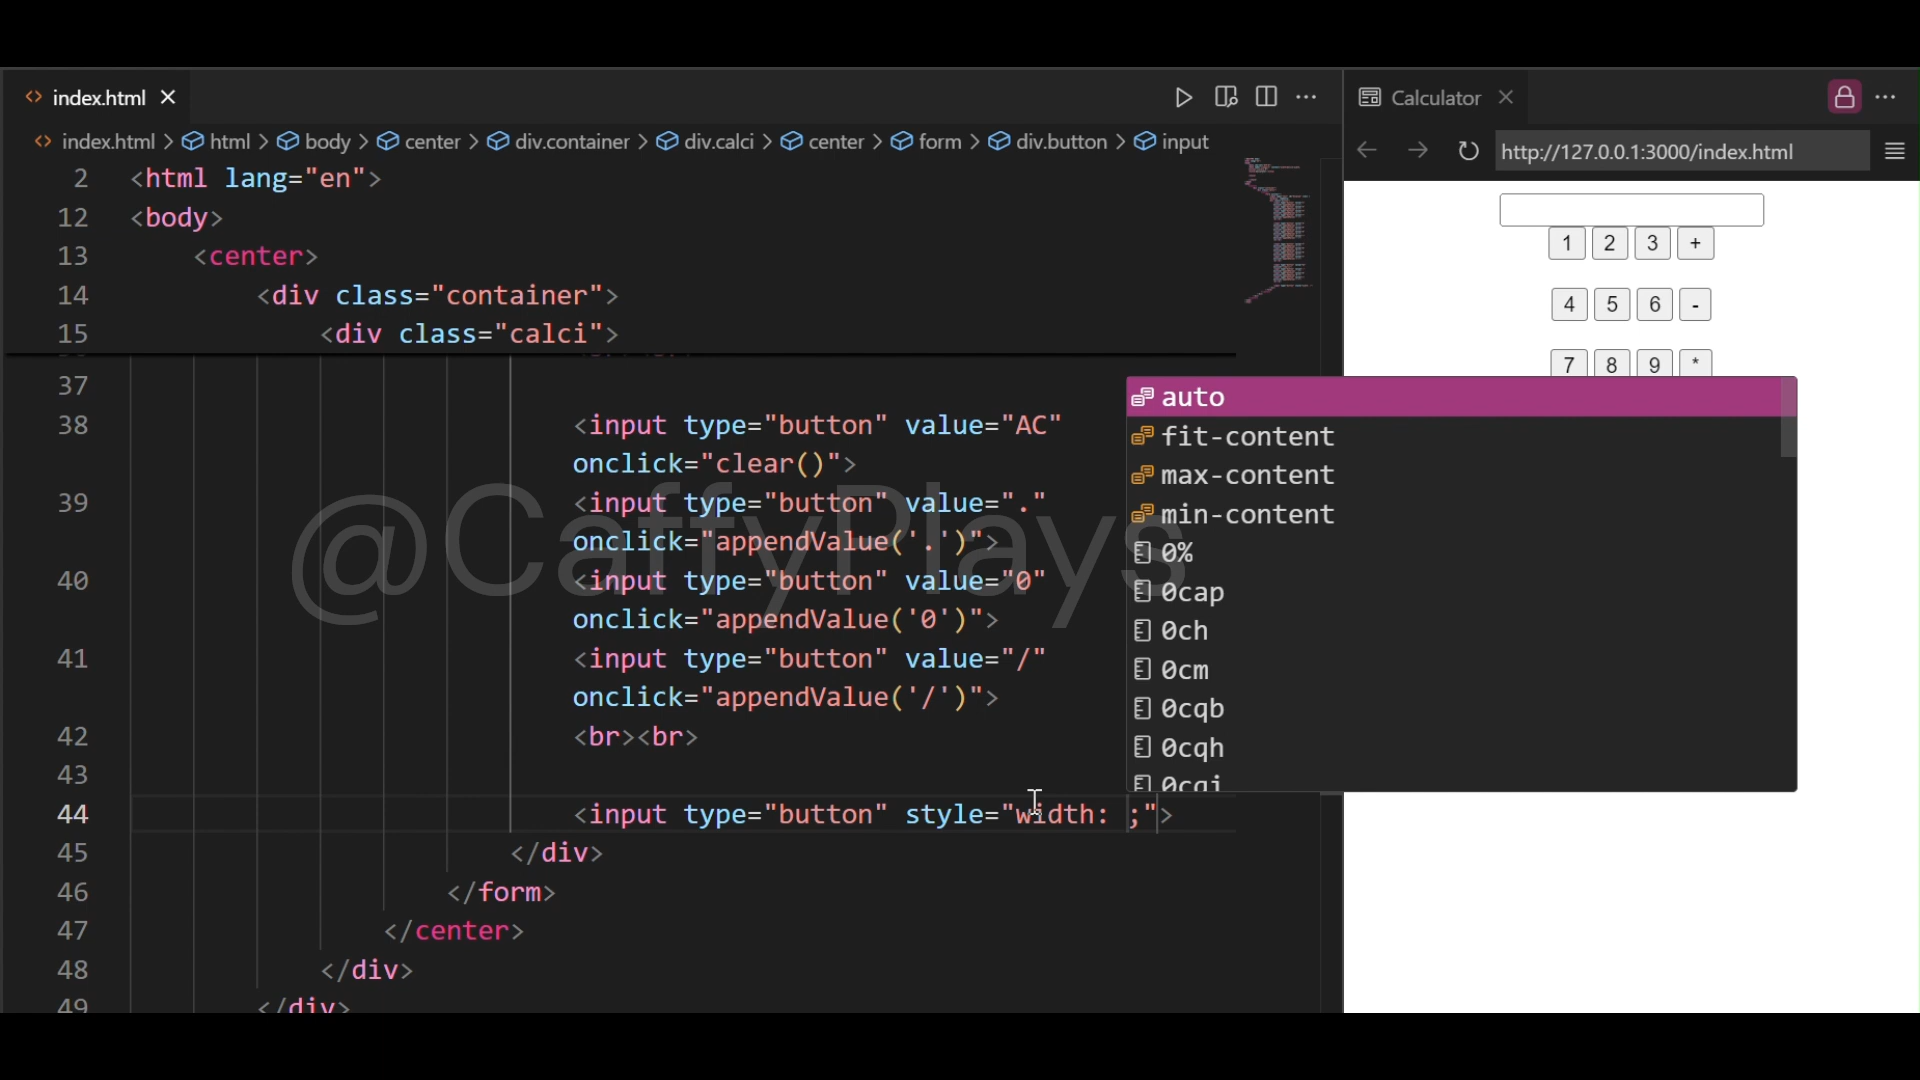 index.html
Calculator
index.html > html > body > center > div.container > div.calci > center > form > div.button > input
http://127.0.0.1:3000/index.html
2 <html lang="en">
12 <body>
13 <center>
14 <div class="container">
15 <div class="calci">
37
38 <input type="button" value="AC"
onclick="clear()">
39 <input type="button" value="."
onclick="appendValue('.')">
40 <input type="button" value="0"
onclick="appendValue('0')">
41 <input type="button" value="/"
onclick="appendValue('/')">
42 <br><br>
43
44 <input type="button" style="width: ;">
45 </div>
46 </form>
47 </center>
48 </div>
49 </div>
@CaffyPlays
auto
fit-content
max-content
min-content
0%
0cap
0ch
0cm
0cqb
0cqh
0cqi
1 2 3 +
4 5 6 -
7 8 9 *